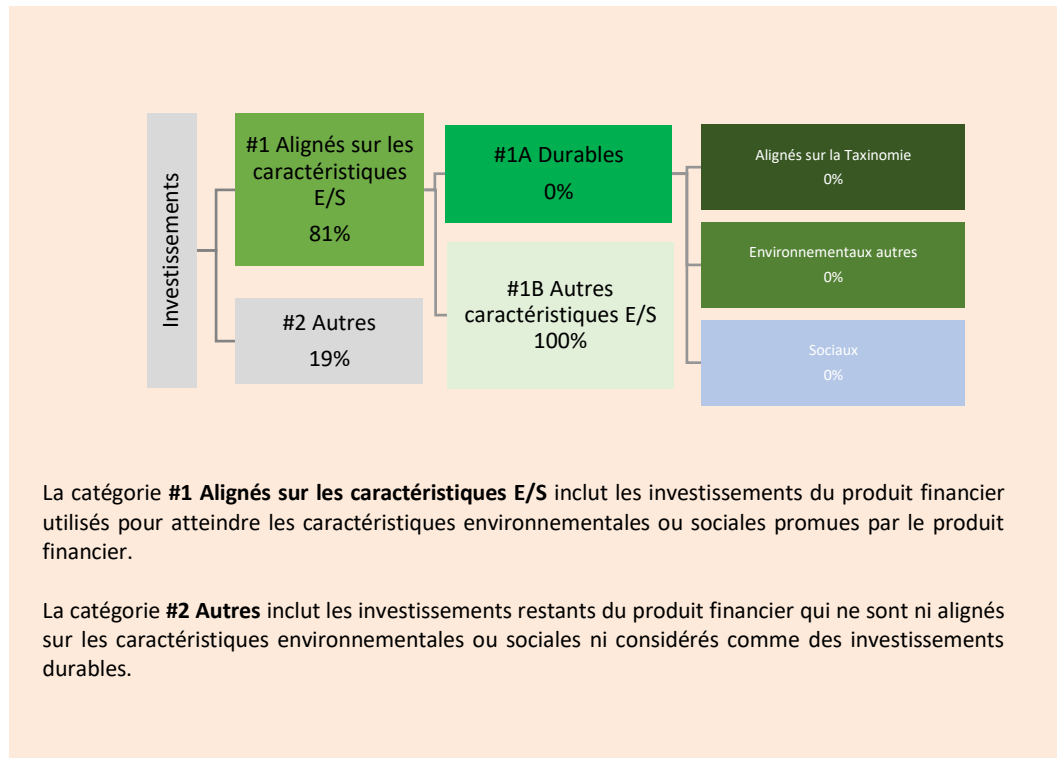 Investissements
#1 Alignés sur les
caractéristiques
E/S
81%
#2 Autres
19%
#1A Durables
0%
#1B Autres
caractéristiques E/S
100%
Alignés sur la Taxinomie
0%
Environnementaux autres
0%
Sociaux
0%
La catégorie #1 Alignés sur les caractéristiques E/S inclut les investissements du produit financier
utilisés pour atteindre les caractéristiques environnementales ou sociales promues par le produit
financier.
La catégorie #2 Autres inclut les investissements restants du produit financier qui ne sont ni alignés
sur les caractéristiques environnementales ou sociales ni considérés comme des investissements
durables.